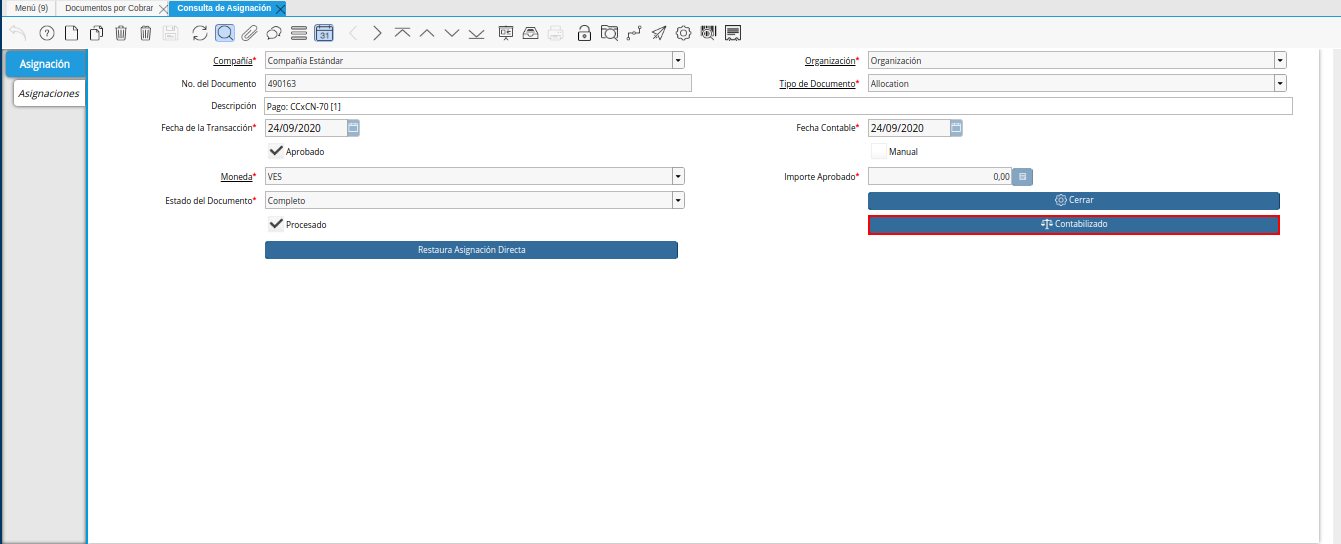 Menú (9) Documentos por Cobrar Consulta de Asignación
31
Asignación
Asignaciones
Compañía* Compañía Estándar Organización* Organización
No. del Documento 490163 Tipo de Documento* Allocation
Descripción Pago: CCxCN-70 [1]
Fecha de la Transacción* 24/09/2020 Fecha Contable* 24/09/2020
Aprobado Manual
Moneda* VES Importe Aprobado* 0,00
Estado del Documento* Completo Cerrar
Procesado Contabilizado
Restaura Asignación Directa